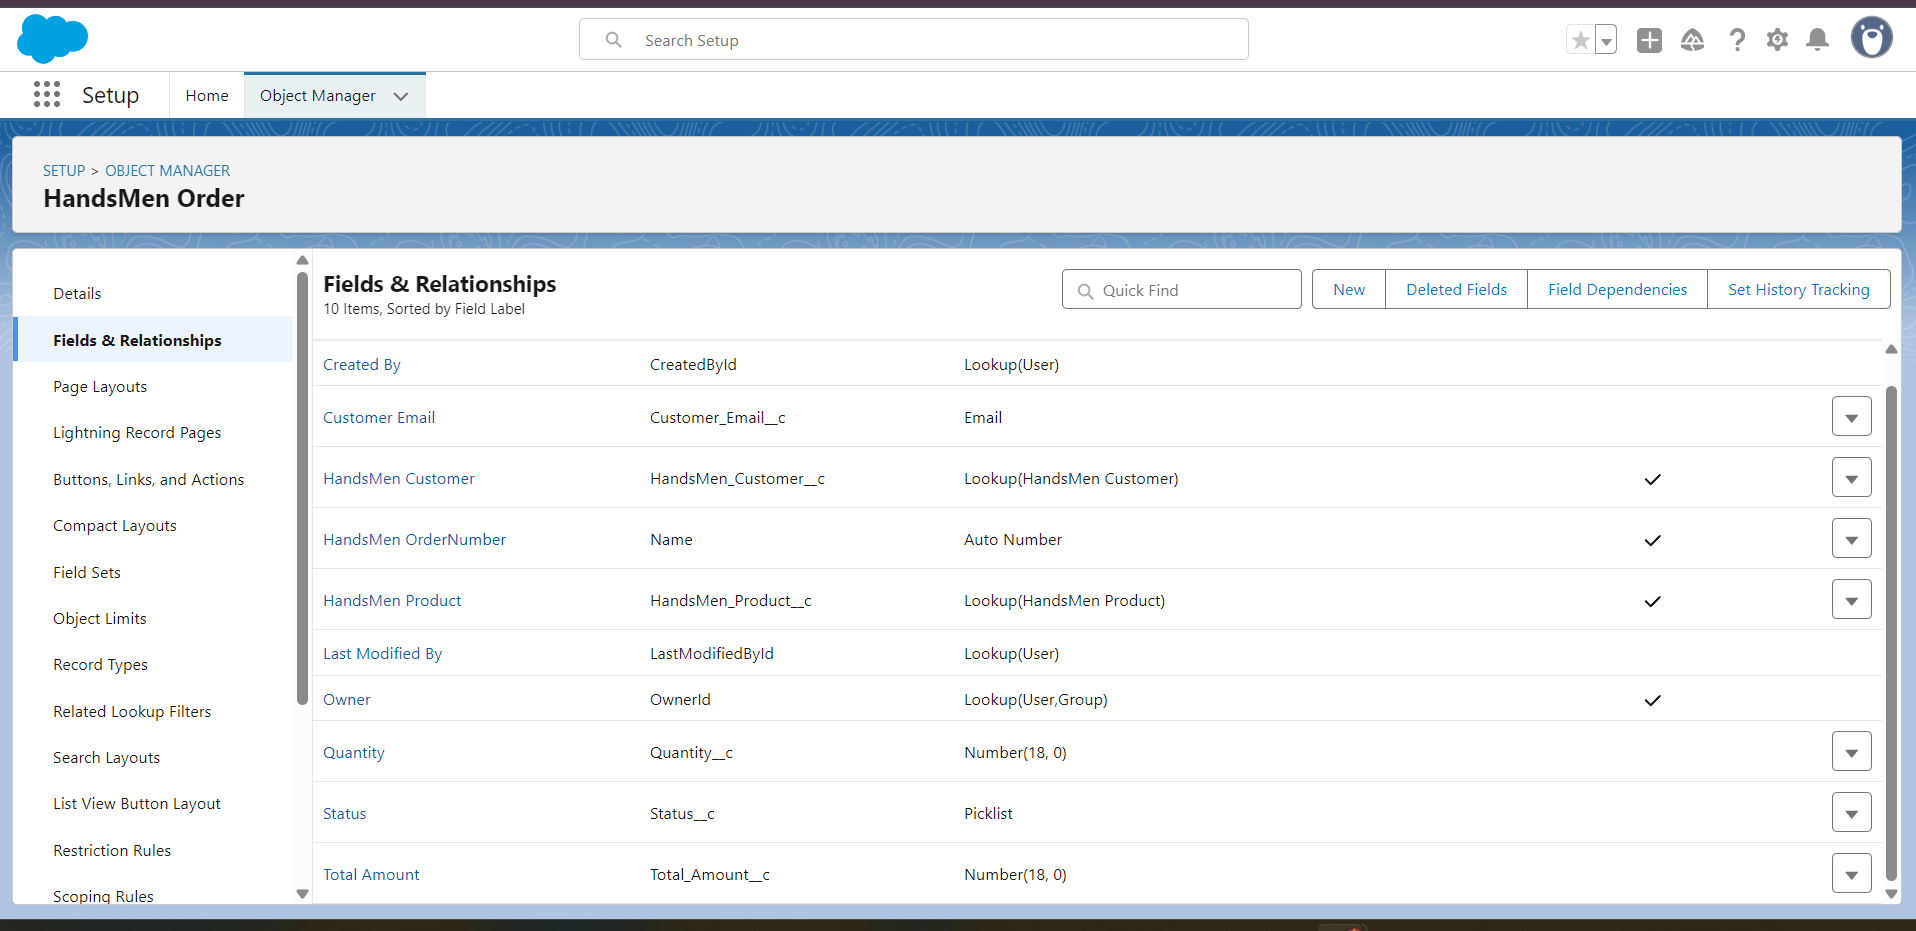 Search Setup
Setup
Home
Object Manager
SETUP > OBJECT MANAGER
HandsMen Order
Details
Fields & Relationships
Page Layouts
Lightning Record Pages
Buttons, Links, and Actions
Compact Layouts
Field Sets
Object Limits
Record Types
Related Lookup Filters
Search Layouts
List View Button Layout
Restriction Rules
Scoping Rules
Fields & Relationships
10 Items, Sorted by Field Label
Quick Find
New
Deleted Fields
Field Dependencies
Set History Tracking
Created By CreatedById Lookup(User)
Customer Email Customer_Email__c Email
HandsMen Customer HandsMen_Customer__c Lookup(HandsMen Customer)
HandsMen OrderNumber Name Auto Number
HandsMen Product HandsMen_Product__c Lookup(HandsMen Product)
Last Modified By LastModifiedById Lookup(User)
Owner OwnerId Lookup(User,Group)
Quantity Quantity__c Number(18, 0)
Status Status__c Picklist
Total Amount Total_Amount__c Number(18, 0)